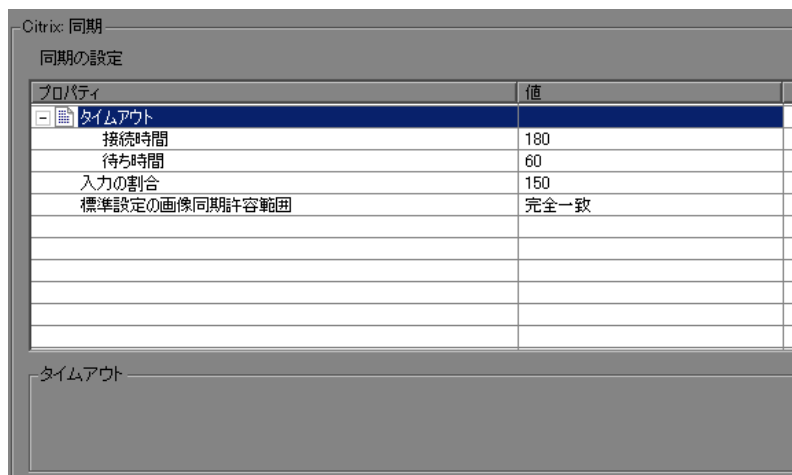 Citrix: 同期
同期の設定
プロパティ 値
タイムアウト
接続時間 180
待ち時間 60
入力の割合 150
標準設定の画像同期許容範囲 完全一致
タイムアウト